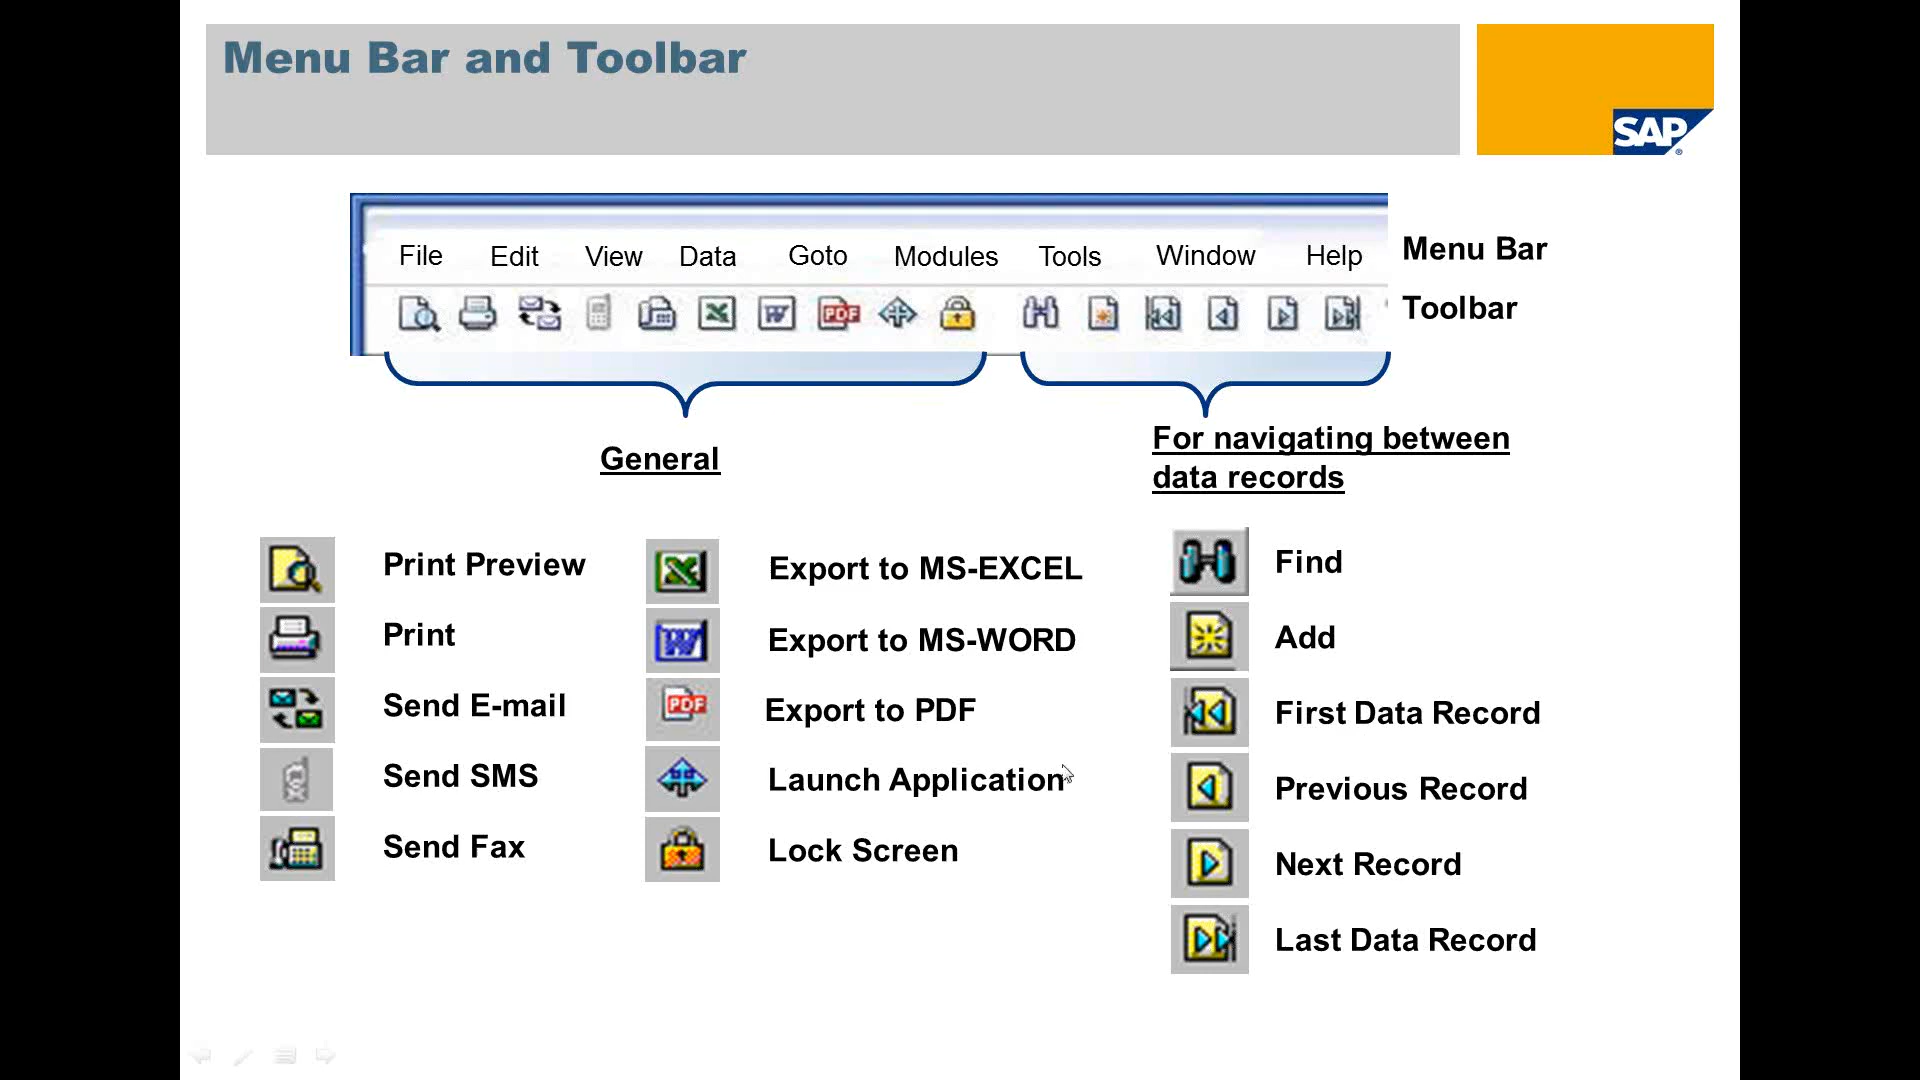 Menu Bar and Toolbar
SAP
®
File Edit View Data Goto Modules Tools Window Help
Menu Bar
PDF
Toolbar
General
For navigating between
data records
Print Preview
Print
Send E-mail
Send SMS
Send Fax
Export to MS-EXCEL
Export to MS-WORD
PDF
Export to PDF
Launch Application
Lock Screen
Find
Add
First Data Record
Previous Record
Next Record
Last Data Record